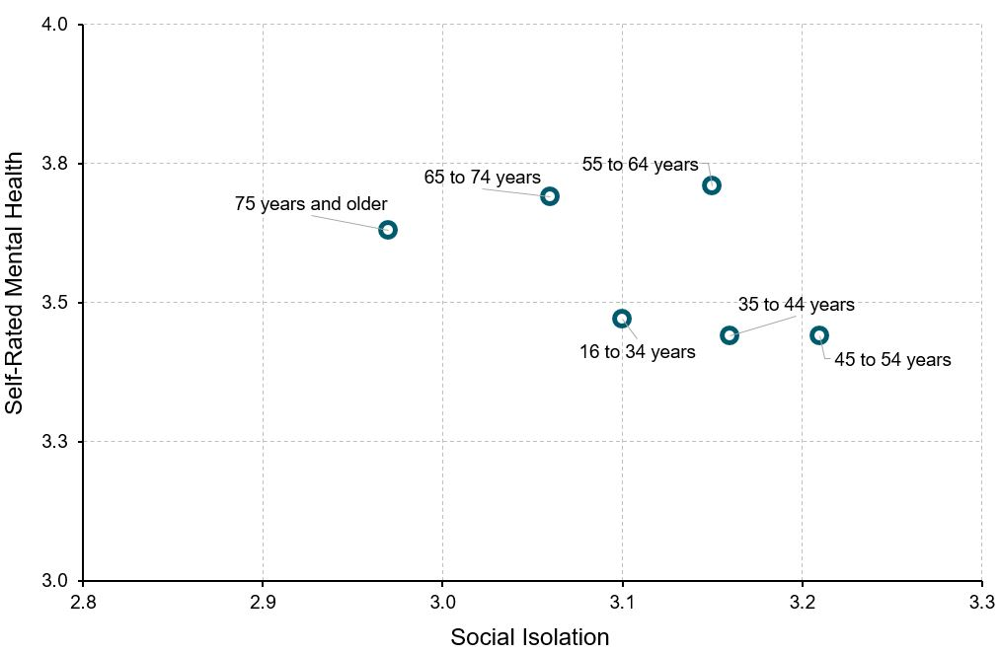 4.0
3.8
3.5
3.3
3.0
Self-Rated Mental Health
55 to 64 years
65 to 74 years
75 years and older
35 to 44 years
16 to 34 years
45 to 54 years
2.8
2.9
3.0
3.1
3.2
3.3
Social Isolation